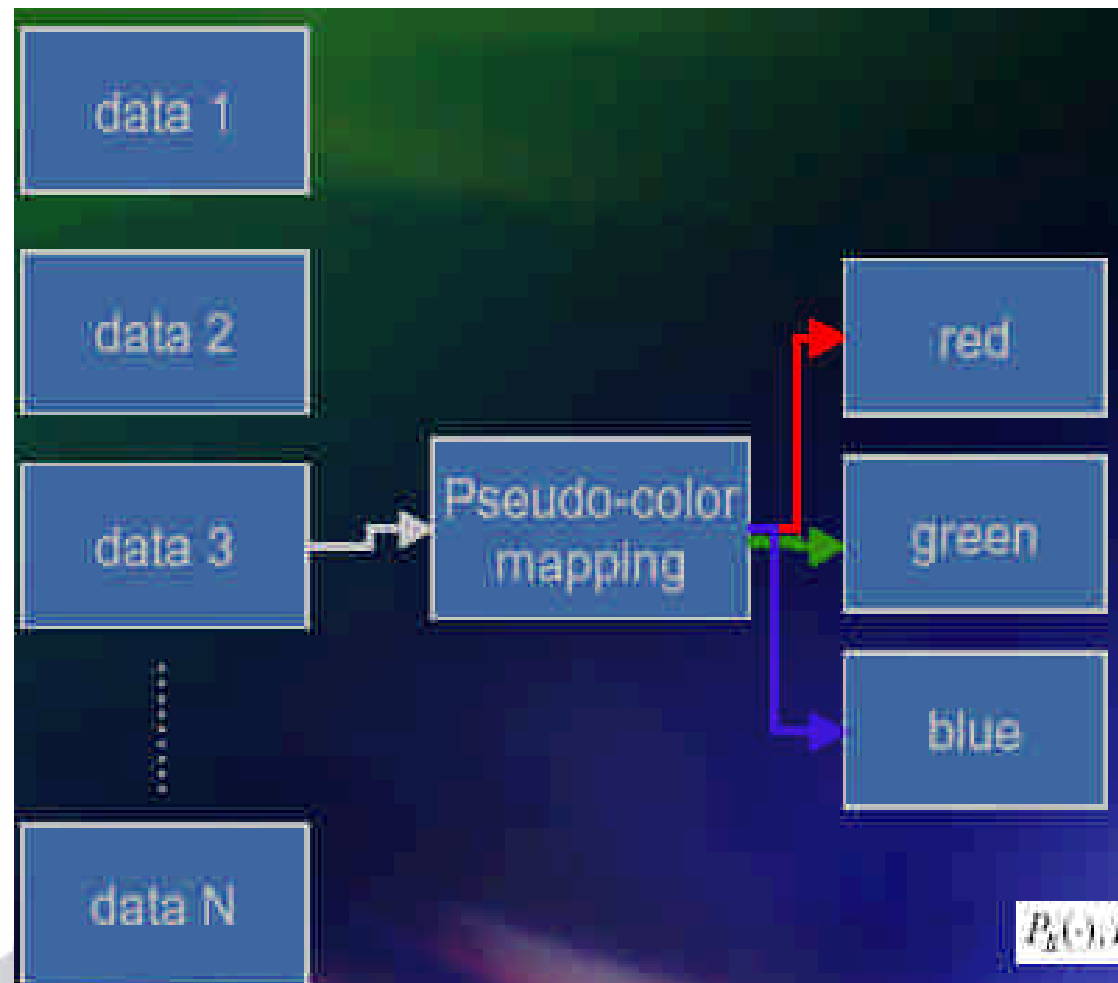 data 1
data 2
data 3
data N
Pseudo-color
mapping
red
green
blue